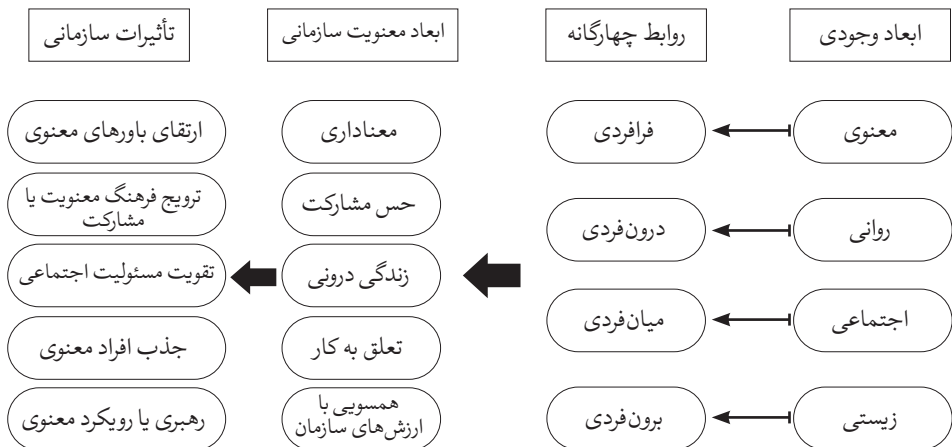 ابعاد وجودی
روابط چهارگانه
ابعاد معنویت سازمانی
تأثیرات سازمانی
معنوی
فرافردی
معناداری
ارتقای باورهای معنوی
روانی
درون‌فردی
حس مشارکت
ترویج فرهنگ معنویت یا
مشارکت
زندگی درونی
تقویت مسئولیت اجتماعی
اجتماعی
میان‌فردی
تعلق به کار
جذب افراد معنوی
زیستی
برون‌فردی
همسویی با
ارزش‌های سازمان
رهبری یا رویکرد معنوی